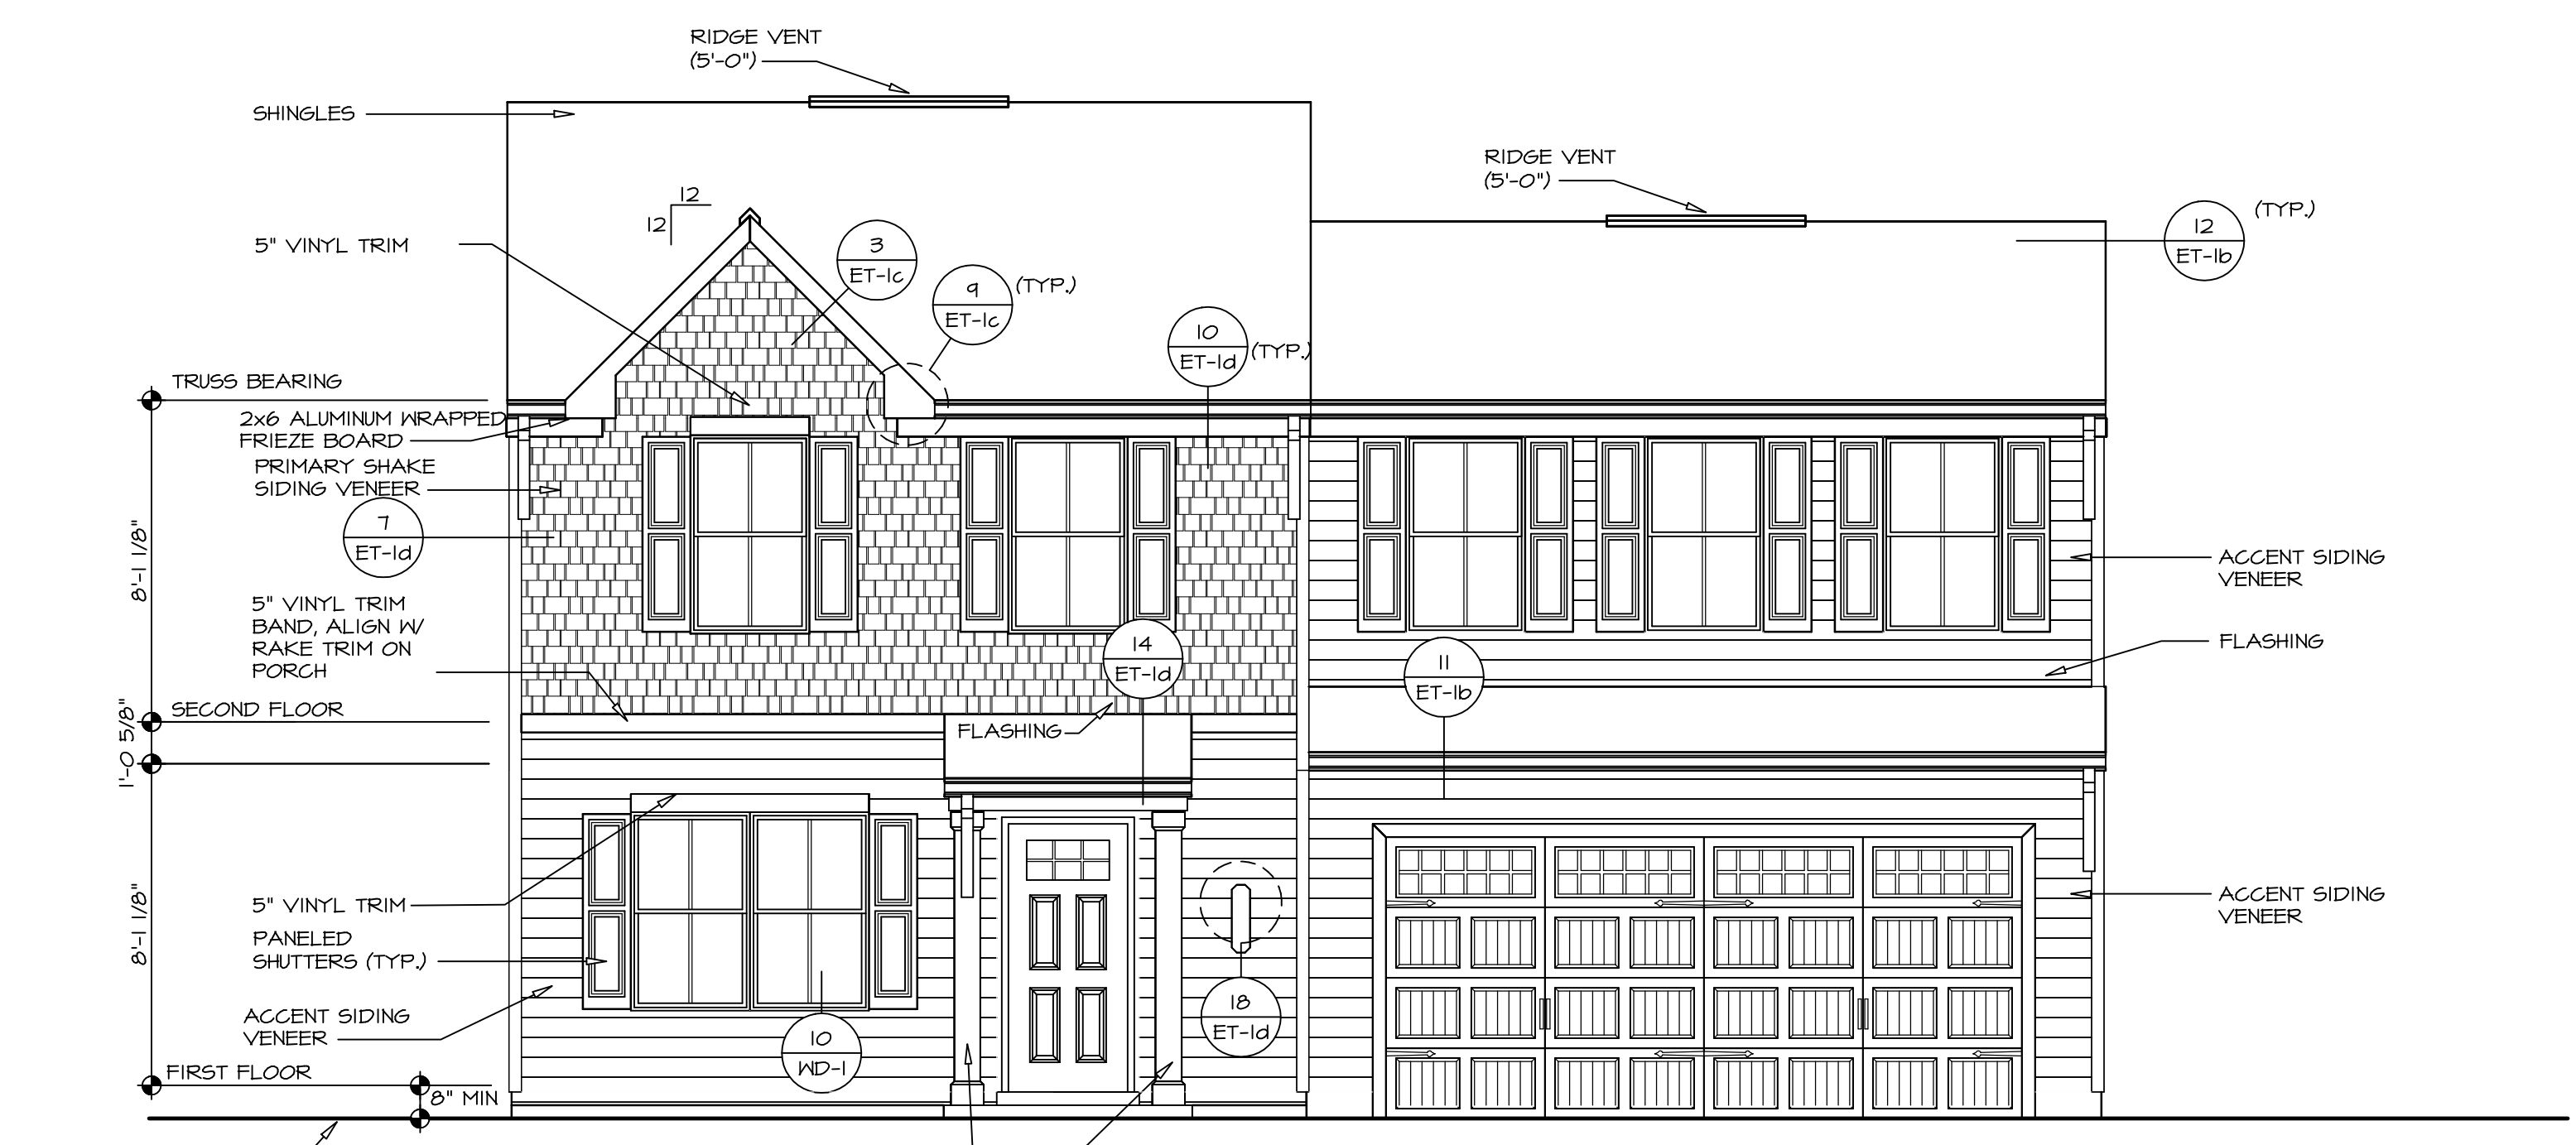 RIDGE VENT
(5'-0")
SHINGLES
RIDGE VENT
(5'-0")
12
12
12
ET-1b
(TYP.)
5" VINYL TRIM
3
ET-1c
9
ET-1c
(TYP.)
10
ET-1d
(TYP.)
TRUSS BEARING
2x6 ALUMINUM WRAPPED
FRIEZE BOARD
PRIMARY SHAKE
SIDING VENEER
7
ET-1d
8'-1 1/8"
ACCENT SIDING
VENEER
5" VINYL TRIM
BAND, ALIGN W/
RAKE TRIM ON
PORCH
14
ET-1d
11
ET-1b
FLASHING
SECOND FLOOR
1'-0 5/8"
FLASHING
8'-1 1/8"
5" VINYL TRIM
PANELED
SHUTTERS (TYP.)
ACCENT SIDING
VENEER
ACCENT SIDING
VENEER
10
WD-1
18
ET-1d
FIRST FLOOR
8" MIN